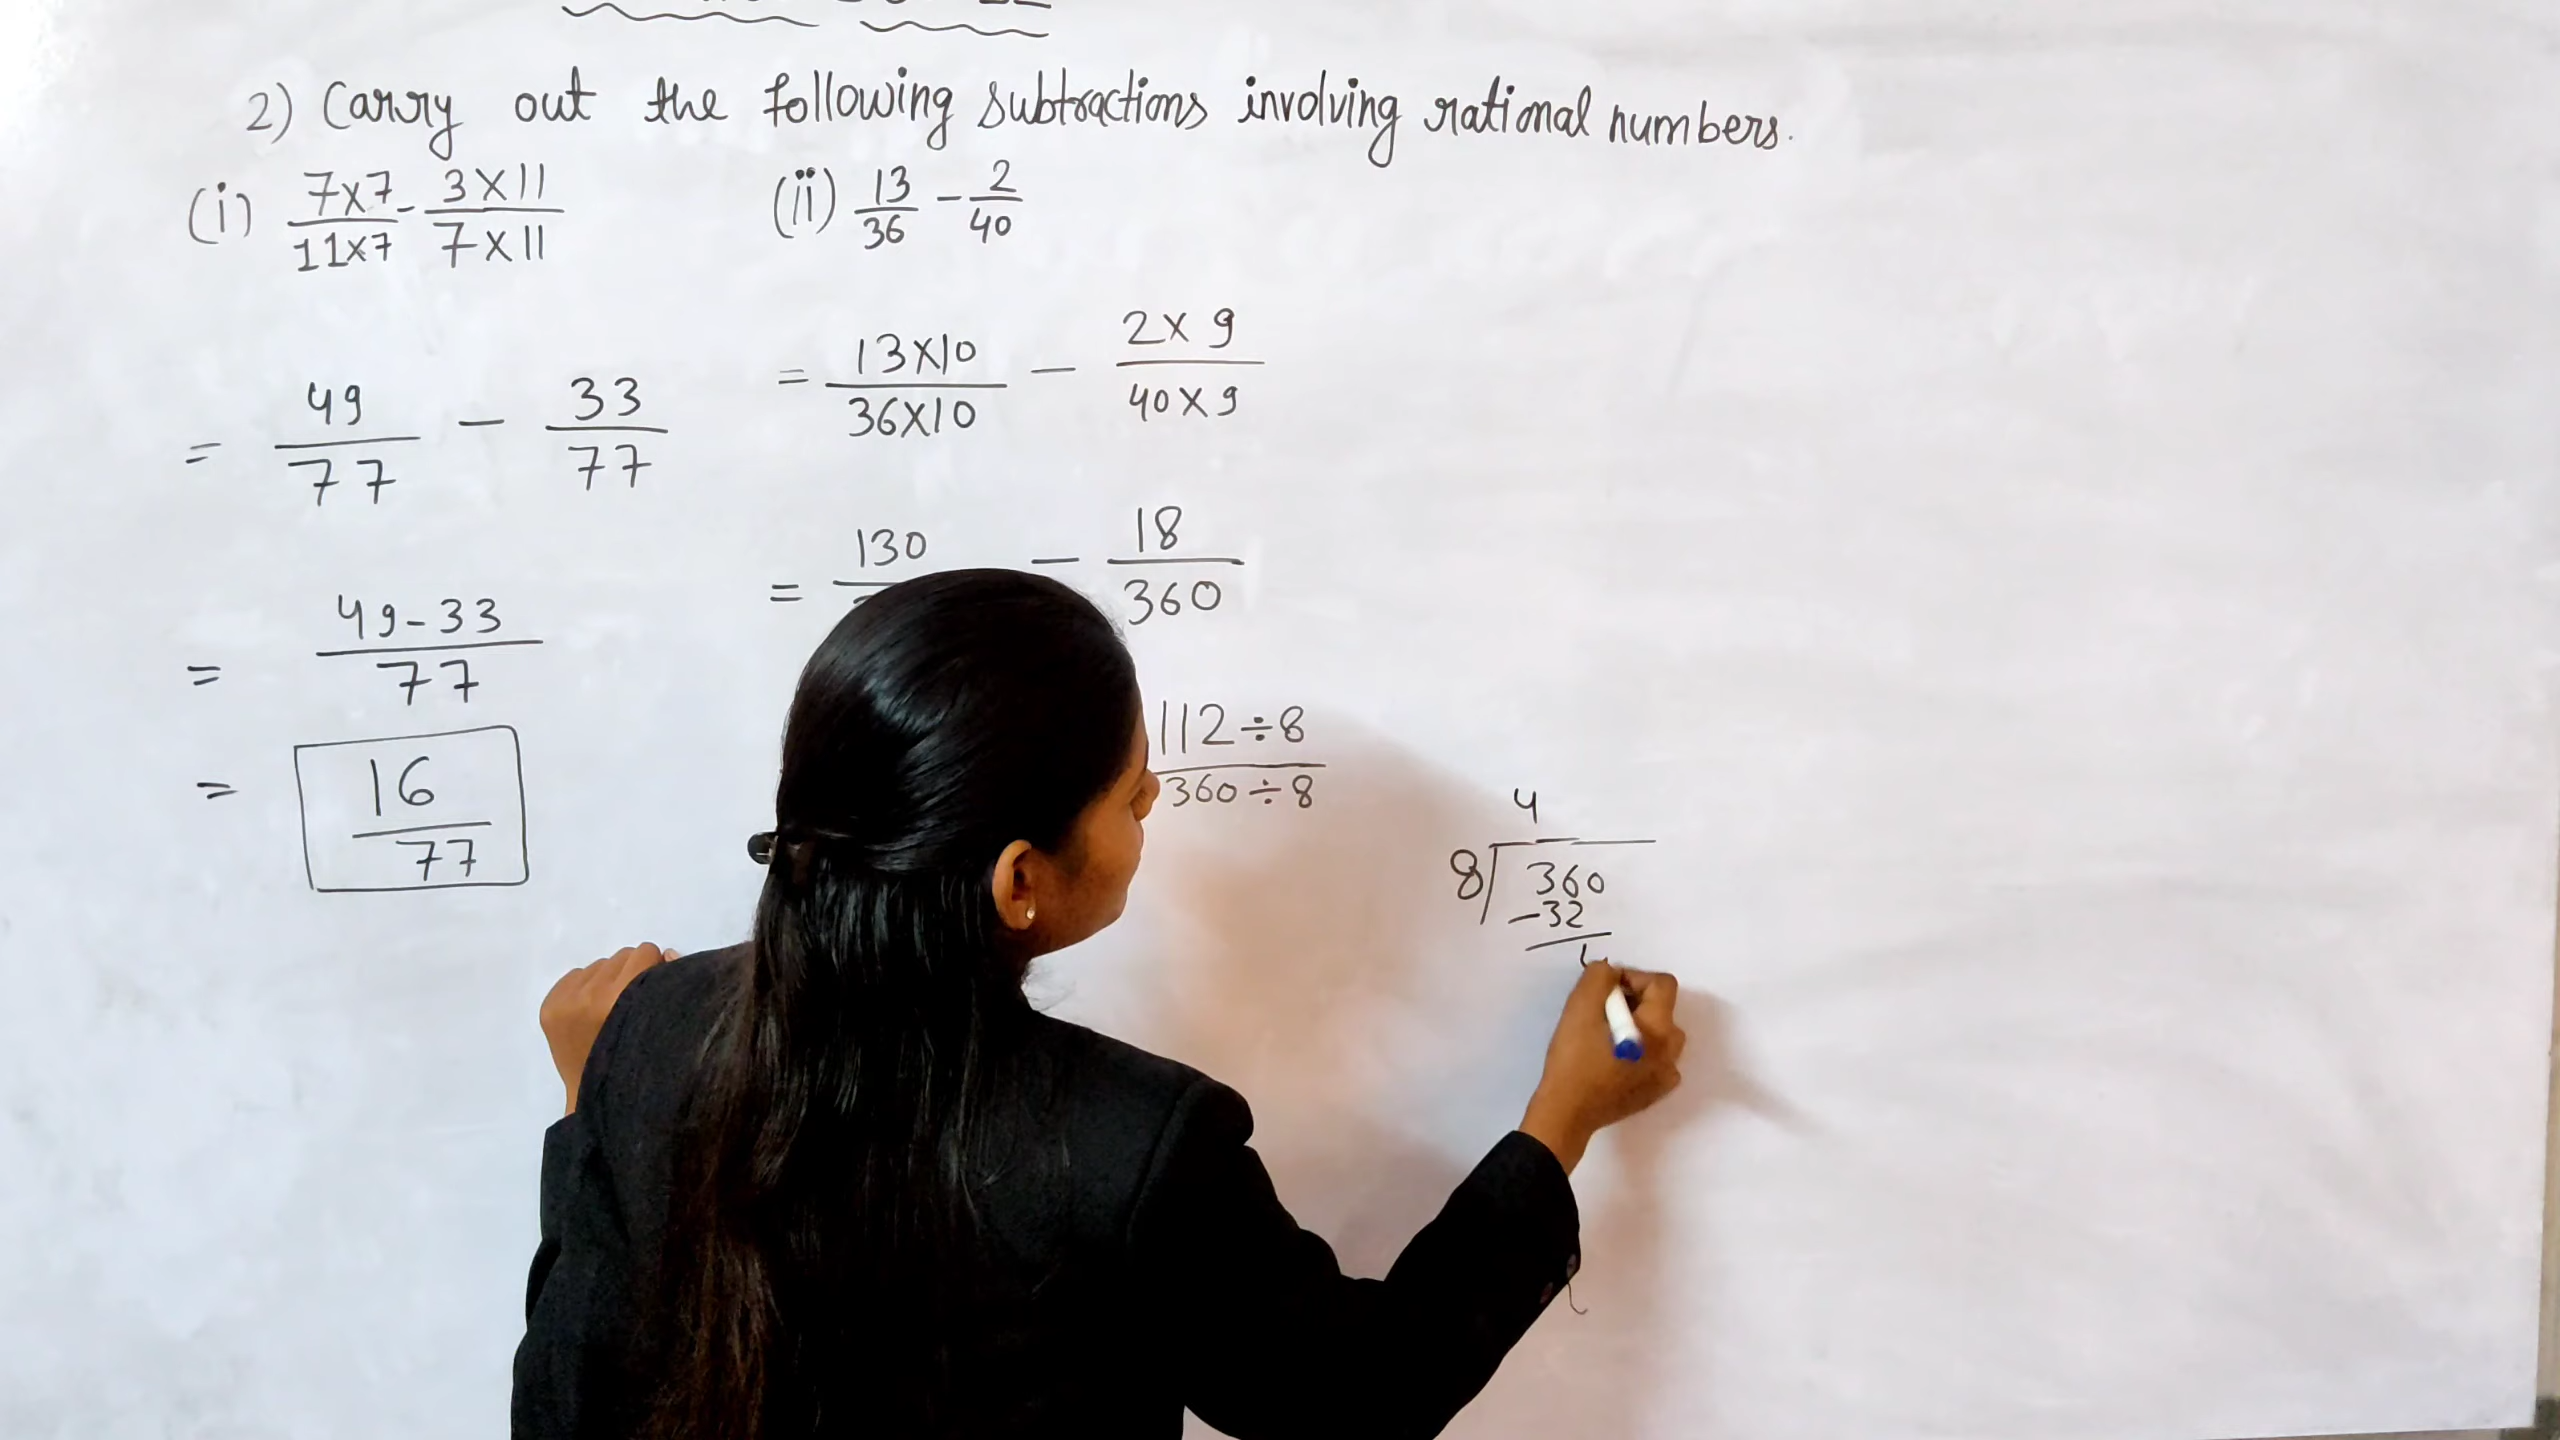 2) Carry out the following subtractions involving rational numbers.
(i) 7x7/11x7 - 3x11/7x11
= 49/77 - 33/77
= 49-33/77
= 16/77
(ii) 13/36 - 2/40
= 13x10/36x10 - 2x9/40x9
= 130/ - 18/360
112÷8/360÷8
4
8 360
-32